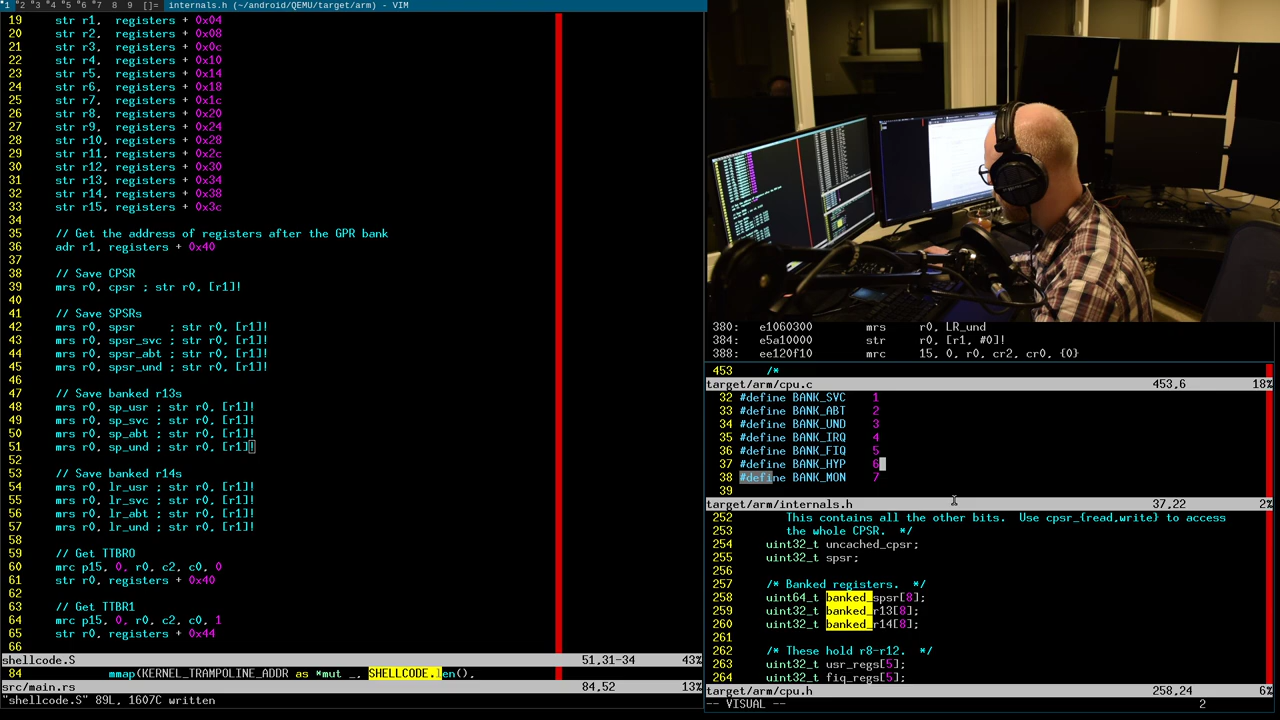 1 2 3 4 5 6 7 8 9 []= internals.h (~/android/QEMU/target/arm) - VIM
19 str r1, registers + 0x04
20 str r2, registers + 0x08
21 str r3, registers + 0x0c
22 str r4, registers + 0x10
23 str r5, registers + 0x14
24 str r6, registers + 0x18
25 str r7, registers + 0x1c
26 str r8, registers + 0x20
27 str r9, registers + 0x24
28 str r10, registers + 0x28
29 str r11, registers + 0x2c
30 str r12, registers + 0x30
31 str r13, registers + 0x34
32 str r14, registers + 0x38
33 str r15, registers + 0x3c
34
35 // Get the address of registers after the GPR bank
36 adr r1, registers + 0x40
37
38 // Save CPSR
39 mrs r0, cpsr ; str r0, [r1]!
40
41 // Save SPSRs
42 mrs r0, spsr ; str r0, [r1]!
43 mrs r0, spsr_svc ; str r0, [r1]!
44 mrs r0, spsr_abt ; str r0, [r1]!
45 mrs r0, spsr_und ; str r0, [r1]!
46
47 // Save banked r13s
48 mrs r0, sp_usr ; str r0, [r1]!
49 mrs r0, sp_svc ; str r0, [r1]!
50 mrs r0, sp_abt ; str r0, [r1]!
51 mrs r0, sp_und ; str r0, [r1]!
52
53 // Save banked r14s
54 mrs r0, lr_usr ; str r0, [r1]!
55 mrs r0, lr_svc ; str r0, [r1]!
56 mrs r0, lr_abt ; str r0, [r1]!
57 mrs r0, lr_und ; str r0, [r1]!
58
59 // Get TTBR0
60 mrc p15, 0, r0, c2, c0, 0
61 str r0, registers + 0x40
62
63 // Get TTBR1
64 mrc p15, 0, r0, c2, c0, 1
65 str r0, registers + 0x44
66
shellcode.S 51,31-34 43%
84 mmap(KERNEL_TRAMPOLINE_ADDR as *mut _, SHELLCODE.len(),
src/main.rs 84,52 13%
"shellcode.S" 89L, 1607C written
380: e1060300 mrs r0, LR_und
384: e5a10000 str r0, [r1, #0]!
388: ee120f10 mrc 15, 0, r0, cr2, cr0, {0}
453 /*
target/arm/cpu.c 453,6 18%
32 #define BANK_SVC 1
33 #define BANK_ABT 2
34 #define BANK_UND 3
35 #define BANK_IRQ 4
36 #define BANK_FIQ 5
37 #define BANK_HYP 6
38 #define BANK_MON 7
39
target/arm/internals.h 37,22 2%
252 This contains all the other bits. Use cpsr_{read,write} to access
253 the whole CPSR. */
254 uint32_t uncached_cpsr;
255 uint32_t spsr;
256
257 /* Banked registers. */
258 uint64_t banked_spsr[8];
259 uint32_t banked_r13[8];
260 uint32_t banked_r14[8];
261
262 /* These hold r8-r12. */
263 uint32_t usr_regs[5];
264 uint32_t fiq_regs[5];
target/arm/cpu.h 258,24 6%
-- VISUAL -- 2